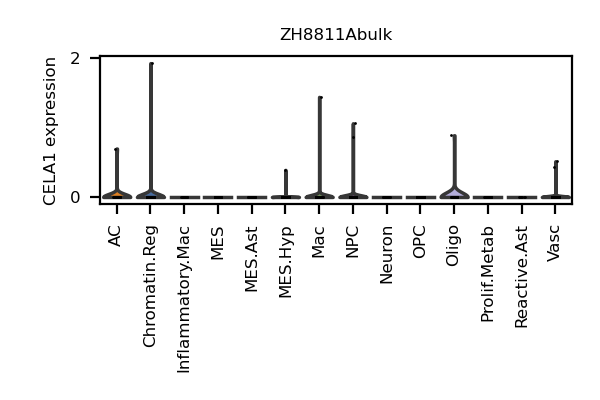 ZH8811Abulk
CELA1 expression
2
0
AC
Chromatin.Reg
Inflammatory.Mac
MES
MES.Ast
MES.Hyp
Mac
NPC
Neuron
OPC
Oligo
Prolif.Metab
Reactive.Ast
Vasc